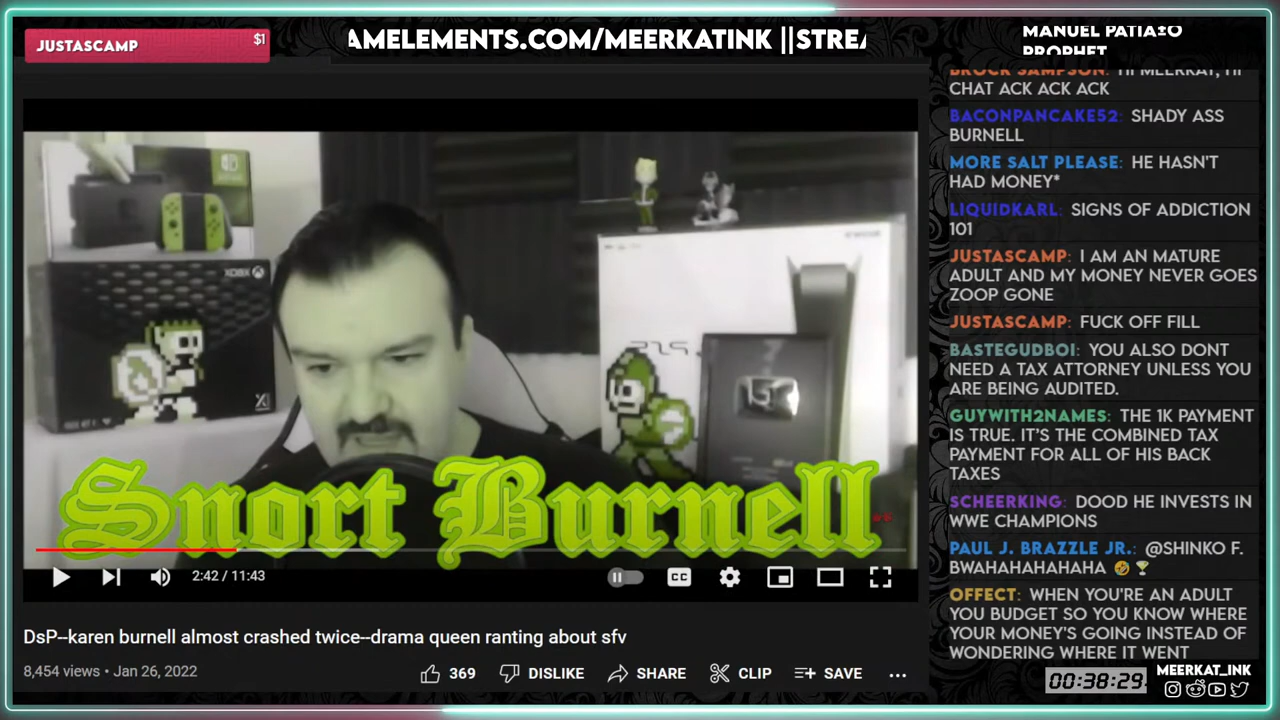 JUSTASCAMP $1
AMELEMENTS.COM/MEERKATINK ||STREA
MANUEL PATIA±O
PROPHET
XBOX
PS5
Snort Burnell
2:42 / 11:43
CC
DsP--karen burnell almost crashed twice--drama queen ranting about sfv
8,454 views • Jan 26, 2022
369 DISLIKE SHARE CLIP SAVE ...
BROCK SAMPSON: HI MEERKAT, HI
CHAT ACK ACK ACK
BACONPANCAKE52: SHADY ASS
BURNELL
MORE SALT PLEASE: HE HASN'T
HAD MONEY*
LIQUIDKARL: SIGNS OF ADDICTION
101
JUSTASCAMP: I AM AN MATURE
ADULT AND MY MONEY NEVER GOES
ZOOP GONE
JUSTASCAMP: FUCK OFF FILL
BASTEGUDBOI: YOU ALSO DONT
NEED A TAX ATTORNEY UNLESS YOU
ARE BEING AUDITED.
GUYWITH2NAMES: THE 1K PAYMENT
IS TRUE. IT'S THE COMBINED TAX
PAYMENT FOR ALL OF HIS BACK
TAXES
SCHEERKING: DOOD HE INVESTS IN
WWE CHAMPIONS
PAUL J. BRAZZLE JR.: @SHINKO F.
BWAHAHAHAHAHA 🤣🏆
OFFECT: WHEN YOU'RE AN ADULT
YOU BUDGET SO YOU KNOW WHERE
YOUR MONEY'S GOING INSTEAD OF
WONDERING WHERE IT WENT
00:38:29
MEERKAT_INK